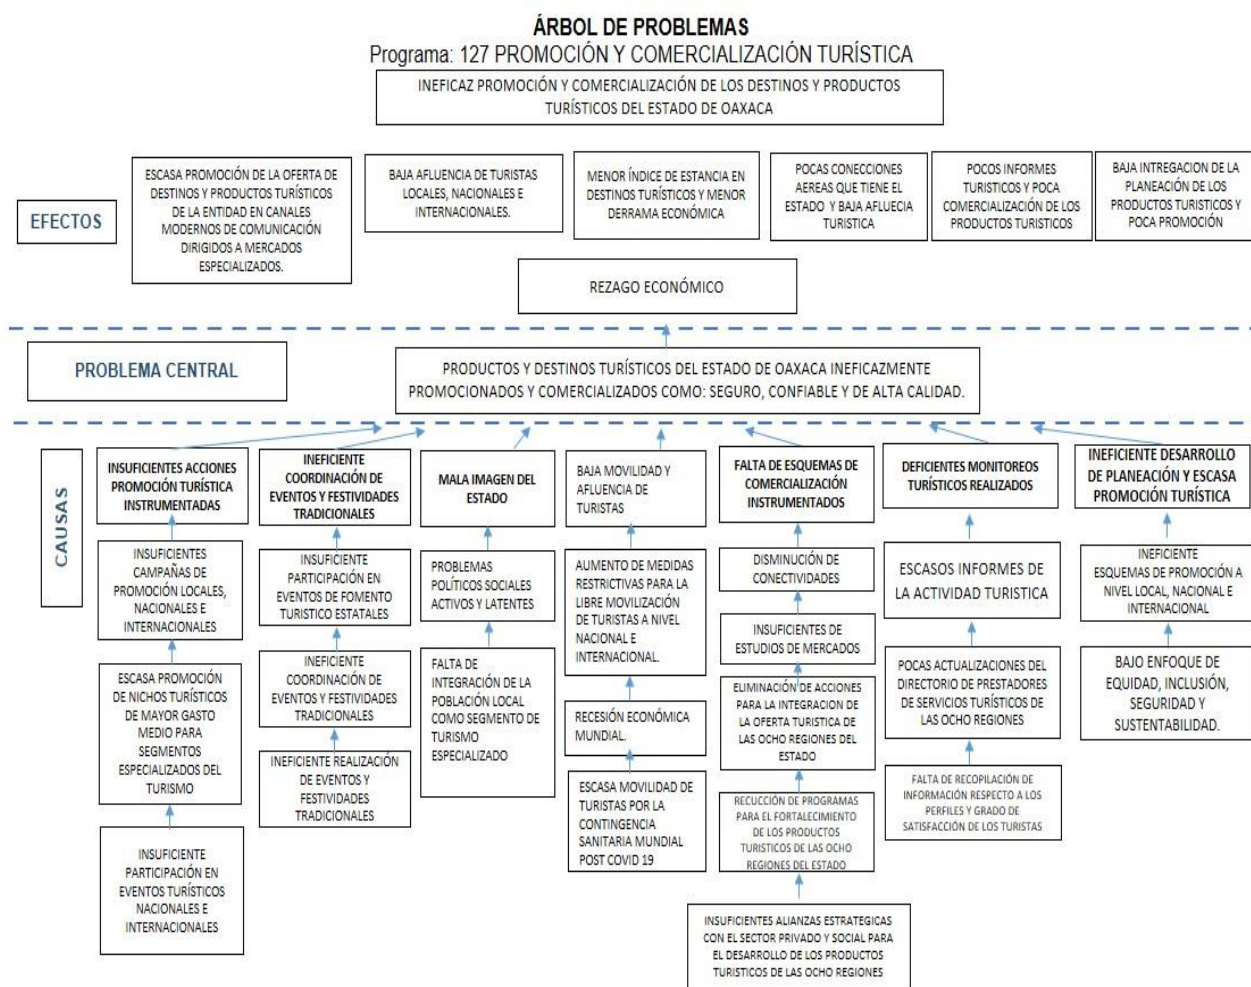 ÁRBOL DE PROBLEMAS
Programa: 127 PROMOCIÓN Y COMERCIALIZACIÓN TURÍSTICA
INEFICAZ PROMOCIÓN Y COMERCIALIZACIÓN DE LOS DESTINOS Y PRODUCTOS
TURÍSTICOS DEL ESTADO DE OAXACA
EFECTOS
ESCASA PROMOCIÓN DE LA OFERTA DE
DESTINOS Y PRODUCTOS TURÍSTICOS
DE LA ENTIDAD EN CANALES
MODERNOS DE COMUNICACIÓN
DIRIGIDOS A MERCADOS
ESPECIALIZADOS.
BAJA AFLUENCIA DE TURISTAS
LOCALES, NACIONALES E
INTERNACIONALES.
MENOR ÍNDICE DE ESTANCIA EN
DESTINOS TURÍSTICOS Y MENOR
DERRAMA ECONÓMICA
POCAS CONECCIONES
AEREAS QUE TIENE EL
ESTADO Y BAJA AFLUECIA
TURISTICA
POCOS INFORMES
TURISTICOS Y POCA
COMERCIALIZACIÓN DE LOS
PRODUCTOS TURISTICOS
BAJA INTREGACION DE LA
PLANEACIÓN DE LOS
PRODUCTOS TURISTICOS Y
POCA PROMOCIÓN
REZAGO ECONÓMICO
PROBLEMA CENTRAL
PRODUCTOS Y DESTINOS TURÍSTICOS DEL ESTADO DE OAXACA INEFICAZMENTE
PROMOCIONADOS Y COMERCIALIZADOS COMO: SEGURO, CONFIABLE Y DE ALTA CALIDAD.
CAUSAS
INSUFICIENTES ACCIONES
PROMOCIÓN TURÍSTICA
INSTRUMENTADAS
INSUFICIENTES
CAMPAÑAS DE
PROMOCIÓN LOCALES,
NACIONALES E
INTERNACIONALES
ESCASA PROMOCIÓN
DE NICHOS TURÍSTICOS
DE MAYOR GASTO
MEDIO PARA
SEGMENTOS
ESPECIALIZADOS DEL
TURISMO
INSUFICIENTE
PARTICIPACIÓN EN
EVENTOS TURÍSTICOS
NACIONALES E
INTERNACIONALES
INEFICIENTE
COORDINACIÓN DE
EVENTOS Y FESTIVIDADES
TRADICIONALES
INSUFICIENTE
PARTICIPACIÓN EN
EVENTOS DE FOMENTO
TURISTICO ESTATALES
INEFICIENTE
COORDINACIÓN DE
EVENTOS Y FESTIVIDADES
TRADICIONALES
INEFICIENTE REALIZACIÓN
DE EVENTOS Y
FESTIVIDADES
TRADICIONALES
MALA IMAGEN DEL
ESTADO
PROBLEMAS
POLÍTICOS SOCIALES
ACTIVOS Y LATENTES
FALTA DE
INTEGRACIÓN DE LA
POBLACIÓN LOCAL
COMO SEGMENTO DE
TURISMO
ESPECIALIZADO
BAJA MOVILIDAD Y
AFLUENCIA DE
TURISTAS
AUMENTO DE MEDIDAS
RESTRICTIVAS PARA LA
LIBRE MOVILIZACIÓN
DE TURISTAS A NIVEL
NACIONAL E
INTERNACIONAL.
RECESIÓN ECONÓMICA
MUNDIAL.
ESCASA MOVILIDAD DE
TURISTAS POR LA
CONTINGENCIA
SANITARIA MUNDIAL
POST COVID 19
FALTA DE ESQUEMAS DE
COMERCIALIZACIÓN
INSTRUMENTADOS
DISMINUCIÓN DE
CONECTIVIDADES
INSUFICIENTES DE
ESTUDIOS DE MERCADOS
ELIMINACIÓN DE ACCIONES
PARA LA INTEGRACION DE
LA OFERTA TURISTICA DE
LAS OCHO REGIONES DEL
ESTADO
RECUCCIÓN DE PROGRAMAS
PARA EL FORTALECIMIENTO
DE LOS PRODUCTOS
TURISTICOS DE LAS OCHO
REGIONES DEL ESTADO
INSUFICIENTES ALIANZAS ESTRATEGICAS
CON EL SECTOR PRIVADO Y SOCIAL PARA
EL DESARROLLO DE LOS PRODUCTOS
TURISTICOS DE LAS OCHO REGIONES
DEFICIENTES MONITOREOS
TURÍSTICOS REALIZADOS
ESCASOS INFORMES DE
LA ACTIVIDAD TURISTICA
POCAS ACTUALIZACIONES DEL
DIRECTORIO DE PRESTADORES
DE SERVICIOS TURÍSTICOS DE
LAS OCHO REGIONES
FALTA DE RECOPILACIÓN DE
INFORMACIÓN RESPECTO A LOS
PERFILES Y GRADO DE
SATISFACCIÓN DE LOS TURISTAS
INEFICIENTE DESARROLLO
DE PLANEACIÓN Y ESCASA
PROMOCIÓN TURÍSTICA
INEFICIENTE
ESQUEMAS DE PROMOCIÓN A
NIVEL LOCAL, NACIONAL E
INTERNACIONAL
BAJO ENFOQUE DE
EQUIDAD, INCLUSIÓN,
SEGURIDAD Y
SUSTENTABILIDAD.